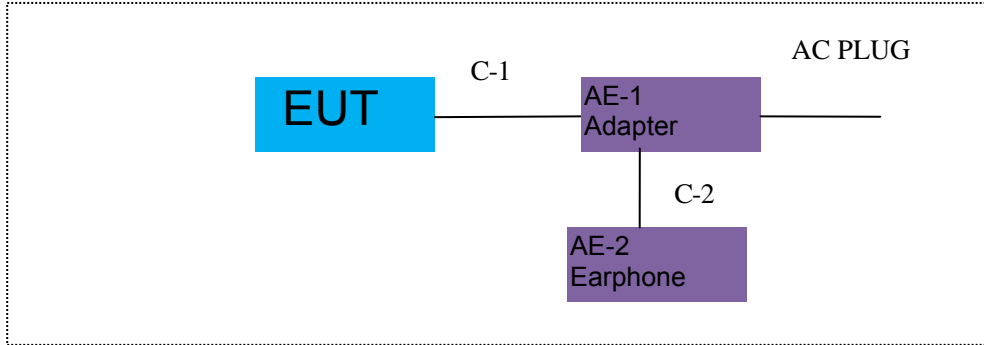 AC PLUG
C-1
EUT
AE-1
Adapter
C-2
AE-2
Earphone